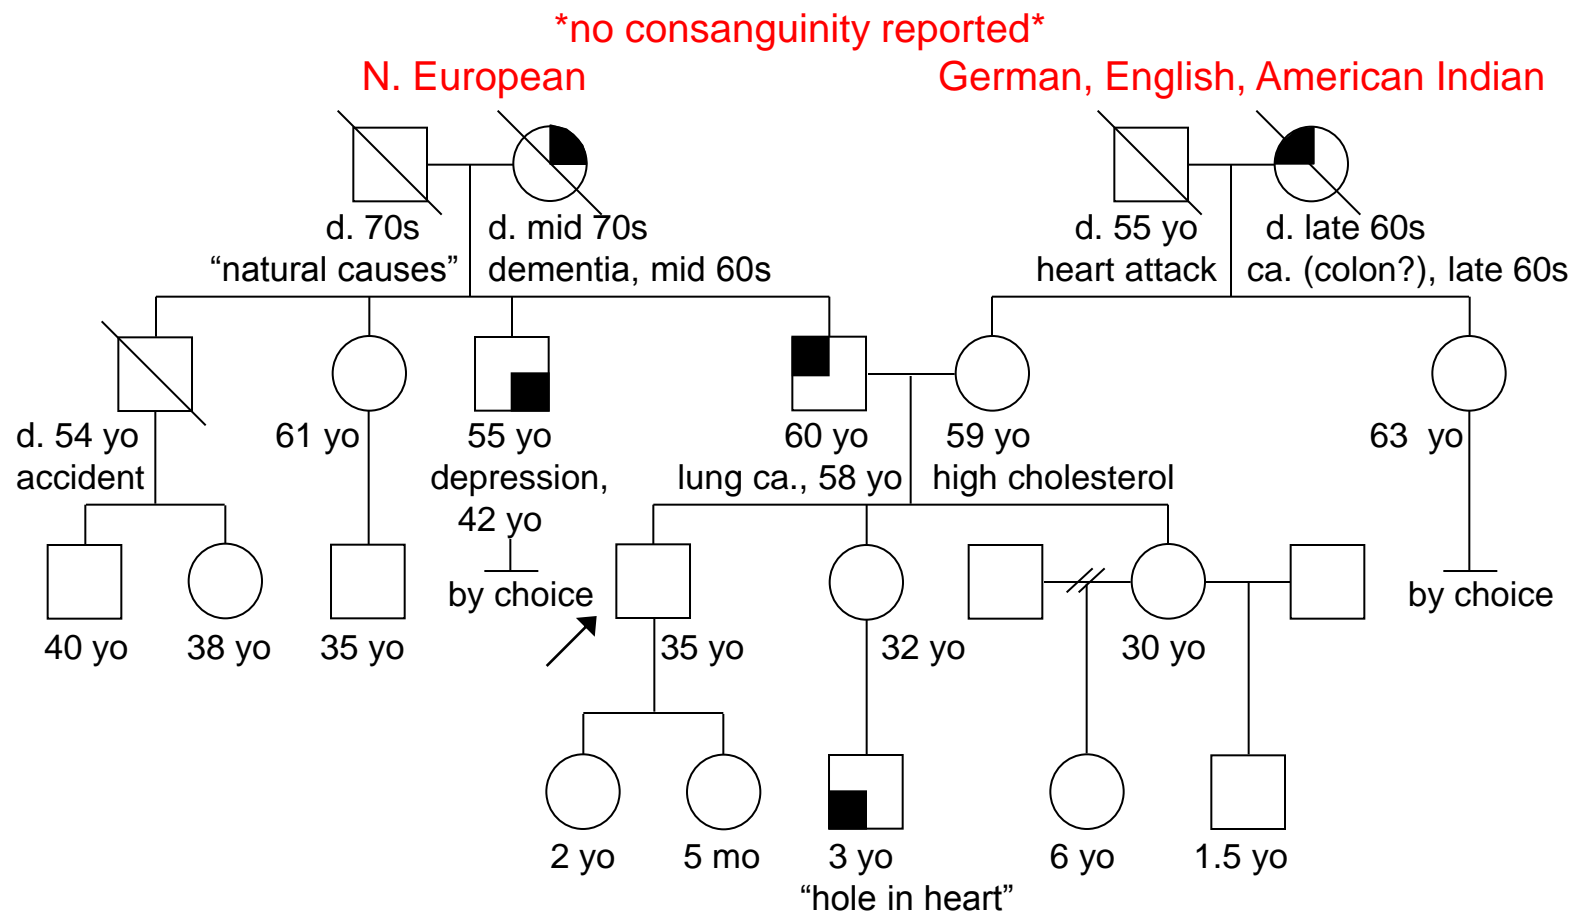 *no consanguinity reported*
N. European
German, English, American Indian
d. 70s
“natural causes”
d. mid 70s
dementia, mid 60s
d. 55 yo
heart attack
d. late 60s
ca. (colon?), late 60s
d. 54 yo
accident
61 yo
55 yo
depression,
42 yo
by choice
60 yo
lung ca., 58 yo
59 yo
high cholesterol
63 yo
by choice
40 yo
38 yo
35 yo
35 yo
32 yo
30 yo
2 yo
5 mo
3 yo
“hole in heart”
6 yo
1.5 yo